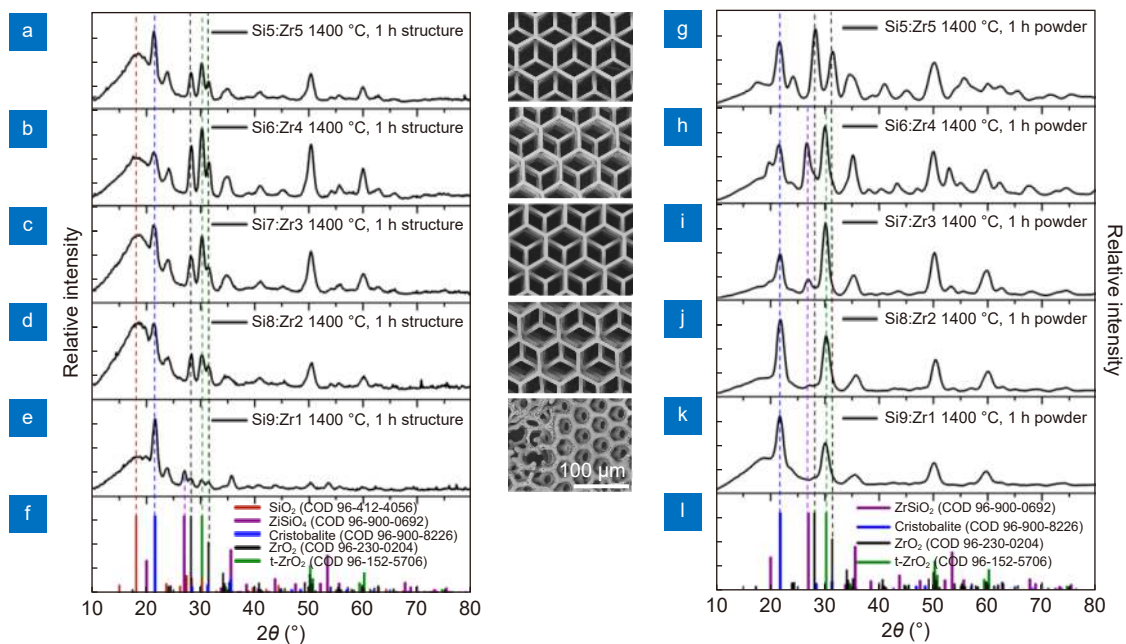 a
Si5:Zr5 1400 °C, 1 h structure
b
Si6:Zr4 1400 °C, 1 h structure
c
Si7:Zr3 1400 °C, 1 h structure
d
Si8:Zr2 1400 °C, 1 h structure
e
Si9:Zr1 1400 °C, 1 h structure
f
SiO₂ (COD 96-412-4056)
ZiSiO₄ (COD 96-900-0692)
Cristobalite (COD 96-900-8226)
ZrO₂ (COD 96-230-0204)
t-ZrO₂ (COD 96-152-5706)
Relative intensity
10 20 30 40 50 60 70 80
2θ (°)
100 μm
g
Si5:Zr5 1400 °C, 1 h powder
h
Si6:Zr4 1400 °C, 1 h powder
i
Si7:Zr3 1400 °C, 1 h powder
j
Si8:Zr2 1400 °C, 1 h powder
k
Si9:Zr1 1400 °C, 1 h powder
l
ZrSiO₂ (COD 96-900-0692)
Cristobalite (COD 96-900-8226)
ZrO₂ (COD 96-230-0204)
t-ZrO₂ (COD 96-152-5706)
Relative intensity
10 20 30 40 50 60 70 80
2θ (°)